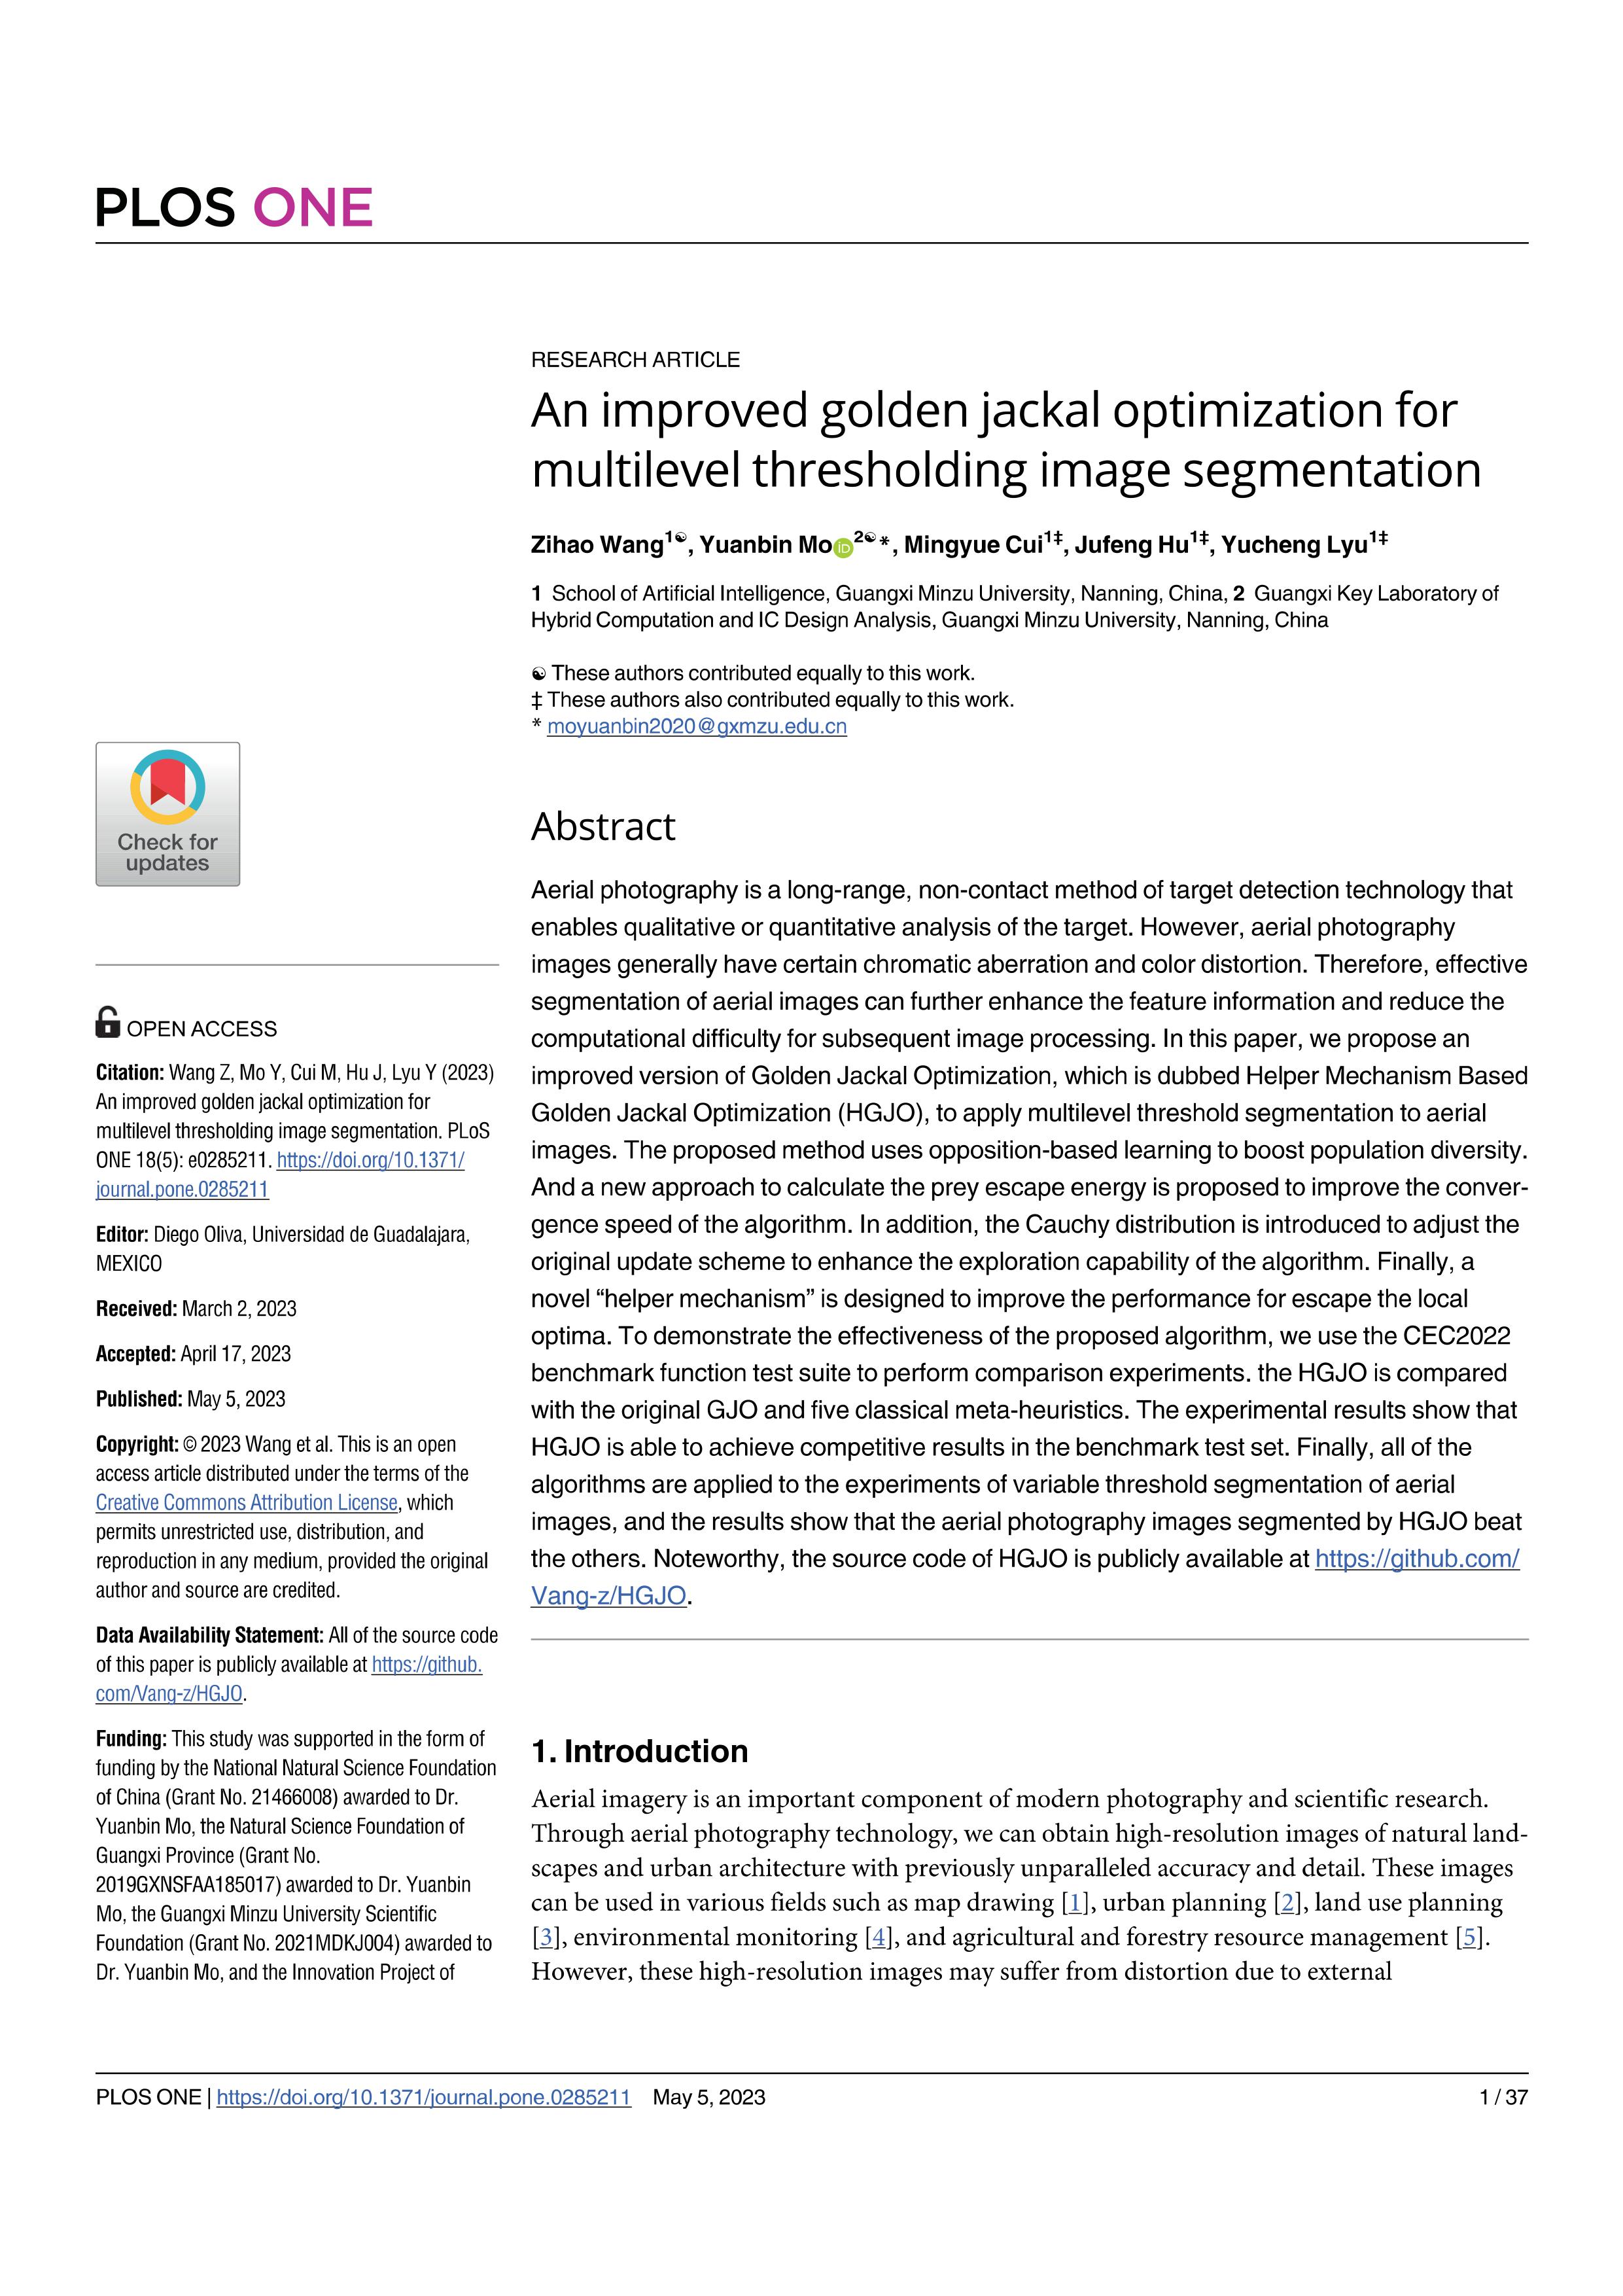 PLOS ONE
RESEARCH ARTICLE
An improved golden jackal optimization for
multilevel thresholding image segmentation
Zihao Wang1☯, Yuanbin Mo iD 2☯*, Mingyue Cui1‡, Jufeng Hu1‡, Yucheng Lyu1‡
1 School of Artificial Intelligence, Guangxi Minzu University, Nanning, China, 2 Guangxi Key Laboratory of
Hybrid Computation and IC Design Analysis, Guangxi Minzu University, Nanning, China
☯ These authors contributed equally to this work.
‡ These authors also contributed equally to this work.
* moyuanbin2020@gxmzu.edu.cn
Check for
updates
OPEN ACCESS
Citation: Wang Z, Mo Y, Cui M, Hu J, Lyu Y (2023)
An improved golden jackal optimization for
multilevel thresholding image segmentation. PLoS
ONE 18(5): e0285211. https://doi.org/10.1371/
journal.pone.0285211
Editor: Diego Oliva, Universidad de Guadalajara,
MEXICO
Received: March 2, 2023
Accepted: April 17, 2023
Published: May 5, 2023
Copyright: © 2023 Wang et al. This is an open
access article distributed under the terms of the
Creative Commons Attribution License, which
permits unrestricted use, distribution, and
reproduction in any medium, provided the original
author and source are credited.
Data Availability Statement: All of the source code
of this paper is publicly available at https://github.
com/Vang-z/HGJO.
Funding: This study was supported in the form of
funding by the National Natural Science Foundation
of China (Grant No. 21466008) awarded to Dr.
Yuanbin Mo, the Natural Science Foundation of
Guangxi Province (Grant No.
2019GXNSFAA185017) awarded to Dr. Yuanbin
Mo, the Guangxi Minzu University Scientific
Foundation (Grant No. 2021MDKJ004) awarded to
Dr. Yuanbin Mo, and the Innovation Project of
Abstract
Aerial photography is a long-range, non-contact method of target detection technology that
enables qualitative or quantitative analysis of the target. However, aerial photography
images generally have certain chromatic aberration and color distortion. Therefore, effective
segmentation of aerial images can further enhance the feature information and reduce the
computational difficulty for subsequent image processing. In this paper, we propose an
improved version of Golden Jackal Optimization, which is dubbed Helper Mechanism Based
Golden Jackal Optimization (HGJO), to apply multilevel threshold segmentation to aerial
images. The proposed method uses opposition-based learning to boost population diversity.
And a new approach to calculate the prey escape energy is proposed to improve the conver-
gence speed of the algorithm. In addition, the Cauchy distribution is introduced to adjust the
original update scheme to enhance the exploration capability of the algorithm. Finally, a
novel “helper mechanism” is designed to improve the performance for escape the local
optima. To demonstrate the effectiveness of the proposed algorithm, we use the CEC2022
benchmark function test suite to perform comparison experiments. the HGJO is compared
with the original GJO and five classical meta-heuristics. The experimental results show that
HGJO is able to achieve competitive results in the benchmark test set. Finally, all of the
algorithms are applied to the experiments of variable threshold segmentation of aerial
images, and the results show that the aerial photography images segmented by HGJO beat
the others. Noteworthy, the source code of HGJO is publicly available at https://github.com/
Vang-z/HGJO.
1. Introduction
Aerial imagery is an important component of modern photography and scientific research.
Through aerial photography technology, we can obtain high-resolution images of natural land-
scapes and urban architecture with previously unparalleled accuracy and detail. These images
can be used in various fields such as map drawing [1], urban planning [2], land use planning
[3], environmental monitoring [4], and agricultural and forestry resource management [5].
However, these high-resolution images may suffer from distortion due to external
PLOS ONE | https://doi.org/10.1371/journal.pone.0285211 May 5, 2023
1 / 37